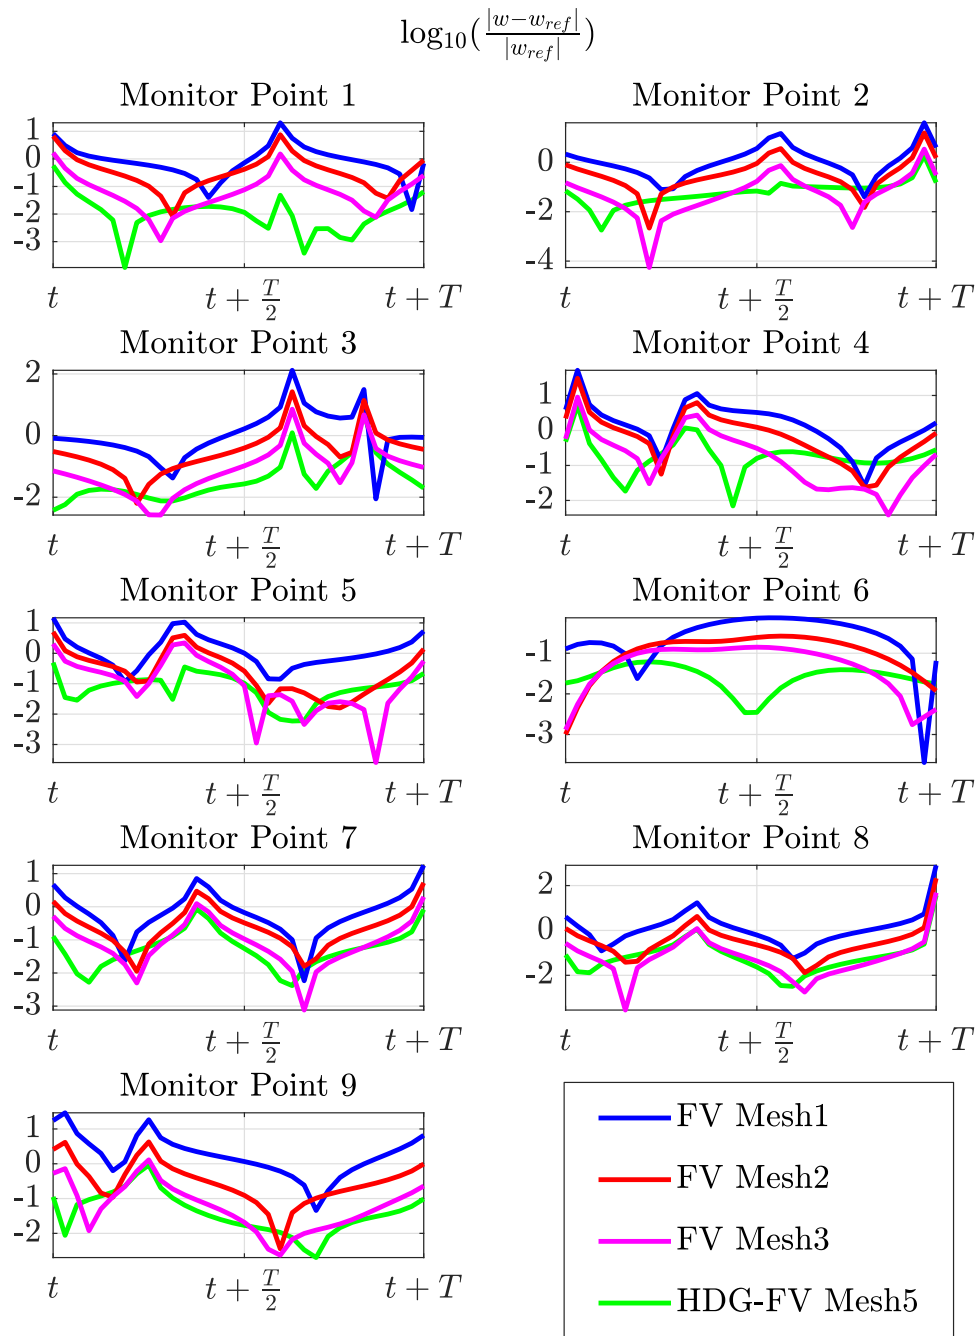 log₁₀(|w−w_ref|/|w_ref|)
Monitor Point 1
Monitor Point 2
1
0
-1
-2
-3
0
-2
-4
t
t + T/2
t + T
t
t + T/2
t + T
Monitor Point 3
Monitor Point 4
2
0
-2
1
0
-1
-2
t
t + T/2
t + T
t
t + T/2
t + T
Monitor Point 5
Monitor Point 6
1
0
-1
-2
-3
-1
-2
-3
t
t + T/2
t + T
t
t + T/2
t + T
Monitor Point 7
Monitor Point 8
1
0
-1
-2
-3
2
0
-2
t
t + T/2
t + T
t
t + T/2
t + T
Monitor Point 9
1
0
-1
-2
t
t + T/2
t + T
FV Mesh1
FV Mesh2
FV Mesh3
HDG-FV Mesh5